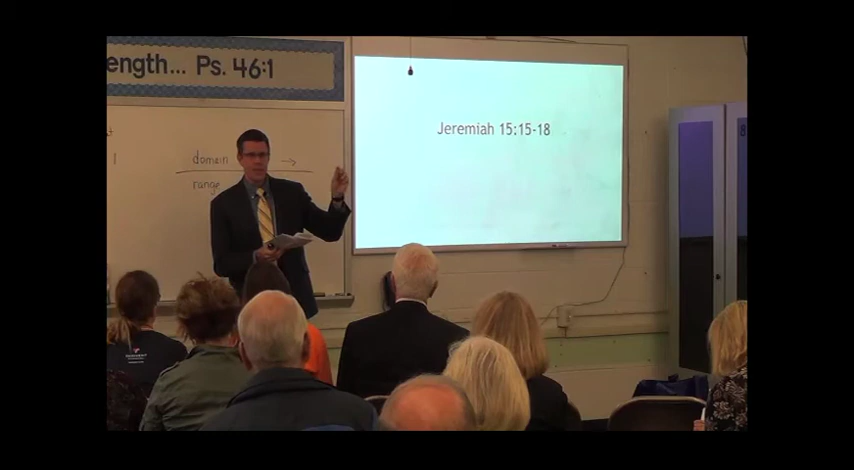 ength... Ps. 46:1
Jeremiah 15:15-18
domain →
range